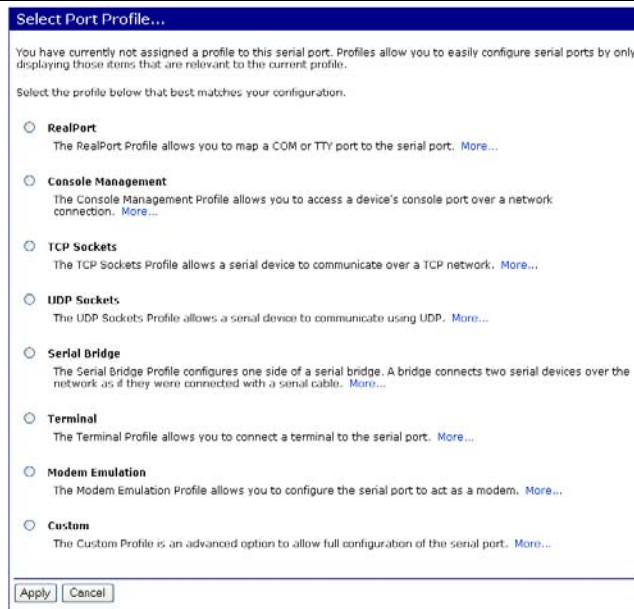 Select Port Profile...
You have currently not assigned a profile to this serial port. Profiles allow you to easily configure serial ports by only
displaying those items that are relevant to the current profile.
Select the profile below that best matches your configuration.
RealPort
The RealPort Profile allows you to map a COM or TTY port to the serial port. More...
Console Management
The Console Management Profile allows you to access a device's console port over a network
connection. More...
TCP Sockets
The TCP Sockets Profile allows a serial device to communicate over a TCP network. More...
UDP Sockets
The UDP Sockets Profile allows a serial device to communicate using UDP. More...
Serial Bridge
The Serial Bridge Profile configures one side of a serial bridge. A bridge connects two serial devices over the
network as if they were connected with a serial cable. More...
Terminal
The Terminal Profile allows you to connect a terminal to the serial port. More...
Modem Emulation
The Modem Emulation Profile allows you to configure the serial port to act as a modem. More...
Custom
The Custom Profile is an advanced option to allow full configuration of the serial port. More...
Apply Cancel